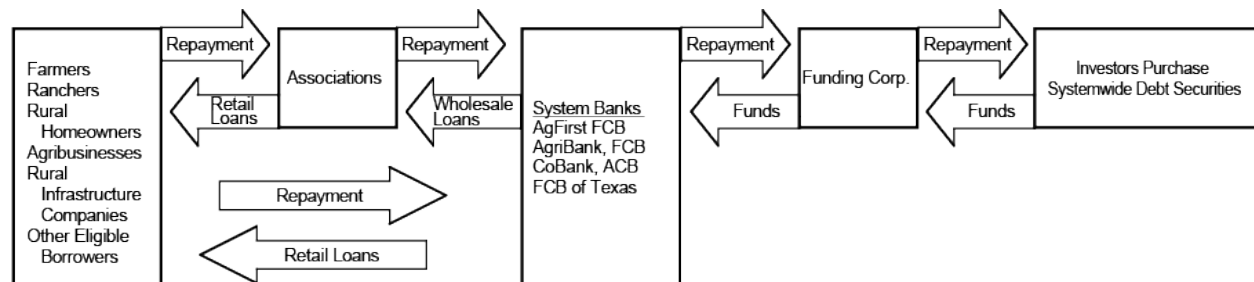 Repayment
Repayment
Repayment
Repayment
Farmers
Ranchers
Rural
Homeowners
Agribusinesses
Rural
Infrastructure
Companies
Other Eligible
Borrowers
Associations
Retail
Loans
Wholesale
Loans
Repayment
Retail Loans
System Banks
AgFirst FCB
AgriBank, FCB
CoBank, ACB
FCB of Texas
Funds
Funding Corp.
Funds
Investors Purchase
Systemwide Debt Securities